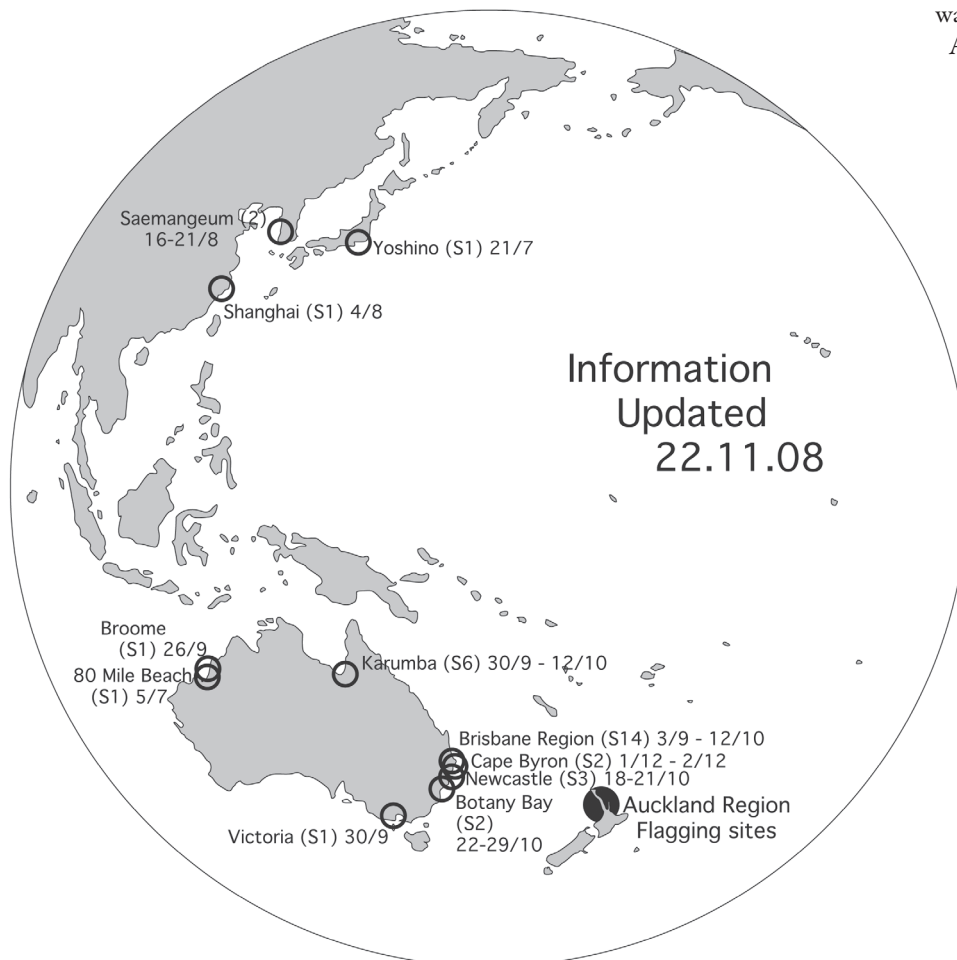 wa
A
Saemangeum (2)
16-21/8
Yoshino (S1) 21/7
Shanghai (S1) 4/8
Information
Updated
22.11.08
Broome
(S1) 26/9
80 Mile Beach
(S1) 5/7
Karumba (S6) 30/9 - 12/10
Brisbane Region (S14) 3/9 - 12/10
Cape Byron (S2) 1/12 - 2/12
Newcastle (S3) 18-21/10
Botany Bay
(S2)
22-29/10
Victoria (S1) 30/9
Auckland Region
Flagging sites